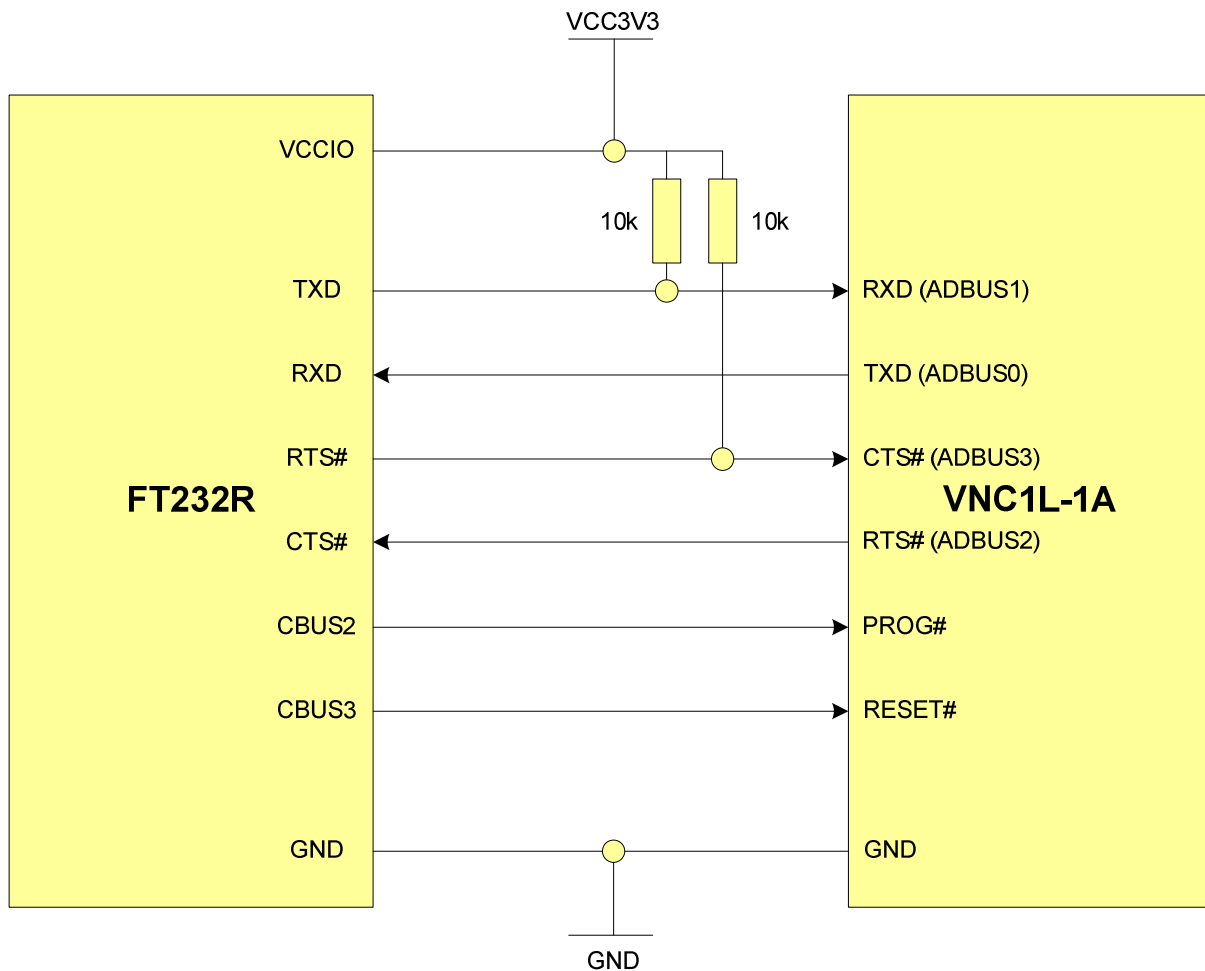 VCC3V3
VCCIO
10k
10k
TXD
RXD (ADBUS1)
RXD
TXD (ADBUS0)
RTS#
CTS# (ADBUS3)
FT232R
VNC1L-1A
CTS#
RTS# (ADBUS2)
CBUS2
PROG#
CBUS3
RESET#
GND
GND
GND